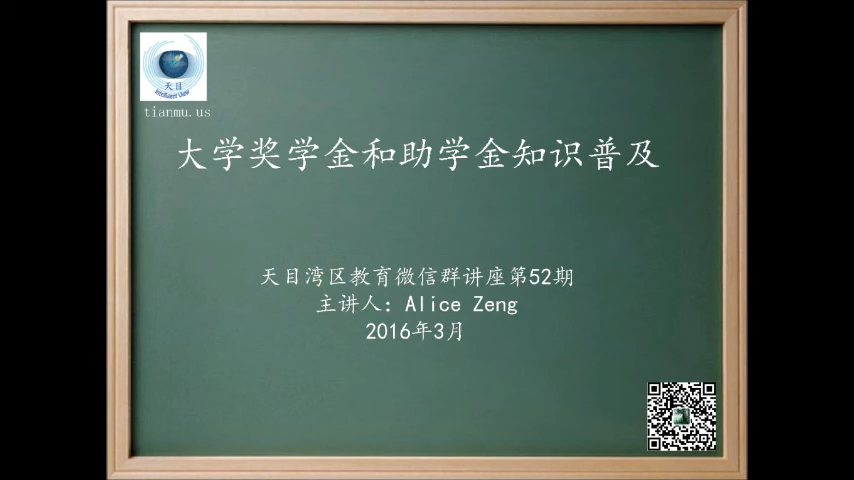 天目
Intelligent View
tianmu.us
大学奖学金和助学金知识普及
天目湾区教育微信群讲座第52期
主讲人：Alice Zeng
2016年3月